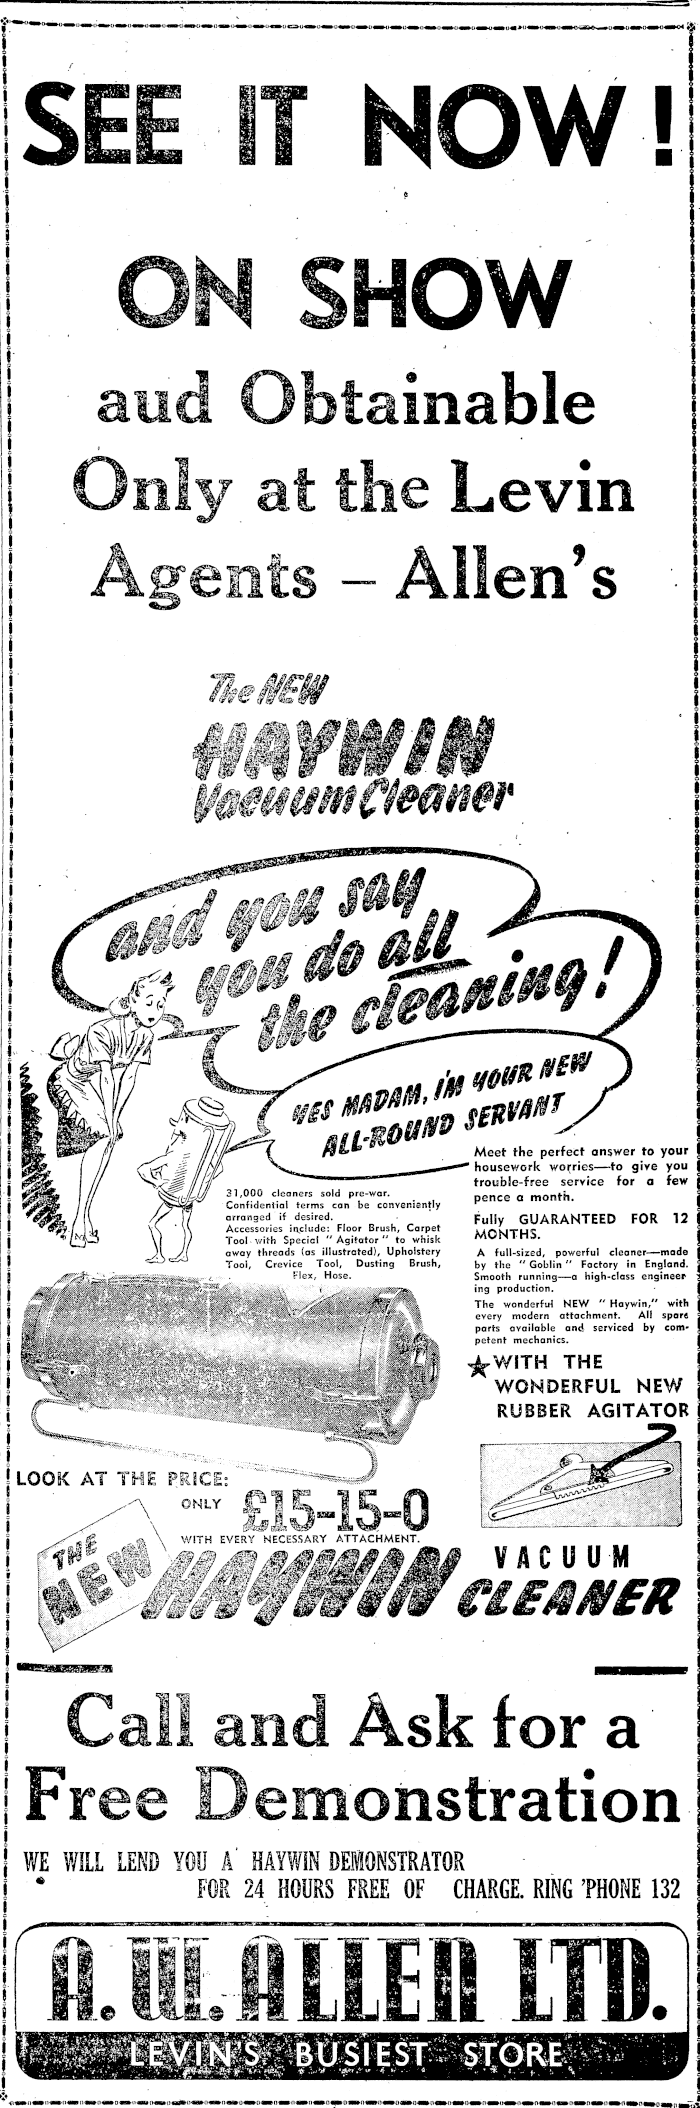 SEE IT NOW!
ON SHOW
aud Obtainable
Only at the Levin
Agents – Allen's
The NEW
HAYWIN
Vacuum Cleaner
and you say
you do all
the cleaning!
YES MADAM, I'M YOUR NEW
ALL-ROUND SERVANT
31,000 cleaners sold pre-war.
Confidential terms can be conveniently
arranged if desired.
Accessories include: Floor Brush, Carpet
Tool with Special "Agitator" to whisk
away threads (as illustrated), Upholstery
Tool, Crevice Tool, Dusting Brush,
Flex, Hose.
Meet the perfect answer to your
housework worries—to give you
trouble-free service for a few
pence a month.
Fully GUARANTEED FOR 12
MONTHS.
A full-sized, powerful cleaner—made
by the "Goblin" Factory in England.
Smooth running—a high-class engineer
ing production.
The wonderful NEW "Haywin," with
every modern attachment. All spare
parts available and serviced by com-
petent mechanics.
★WITH THE
WONDERFUL NEW
RUBBER AGITATOR
LOOK AT THE PRICE:
ONLY £15-15-0
WITH EVERY NECESSARY ATTACHMENT.
THE
NEW
HAYWIN VACUUM
CLEANER
Call and Ask for a
Free Demonstration
WE WILL LEND YOU A HAYWIN DEMONSTRATOR
FOR 24 HOURS FREE OF CHARGE. RING 'PHONE 132
A. W. ALLEN LTD.
LEVIN'S BUSIEST STORE